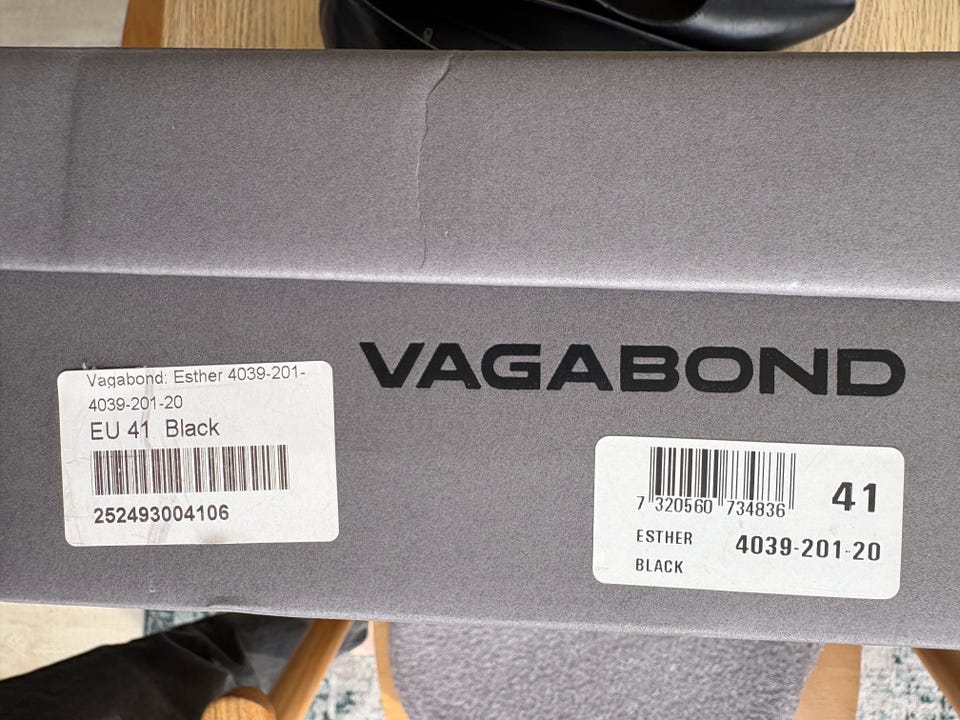 VAGABOND
Vagabond: Esther 4039-201-
4039-201-20
EU 41 Black
252493004106
7 320560 734836
41
ESTHER 4039-201-20
BLACK